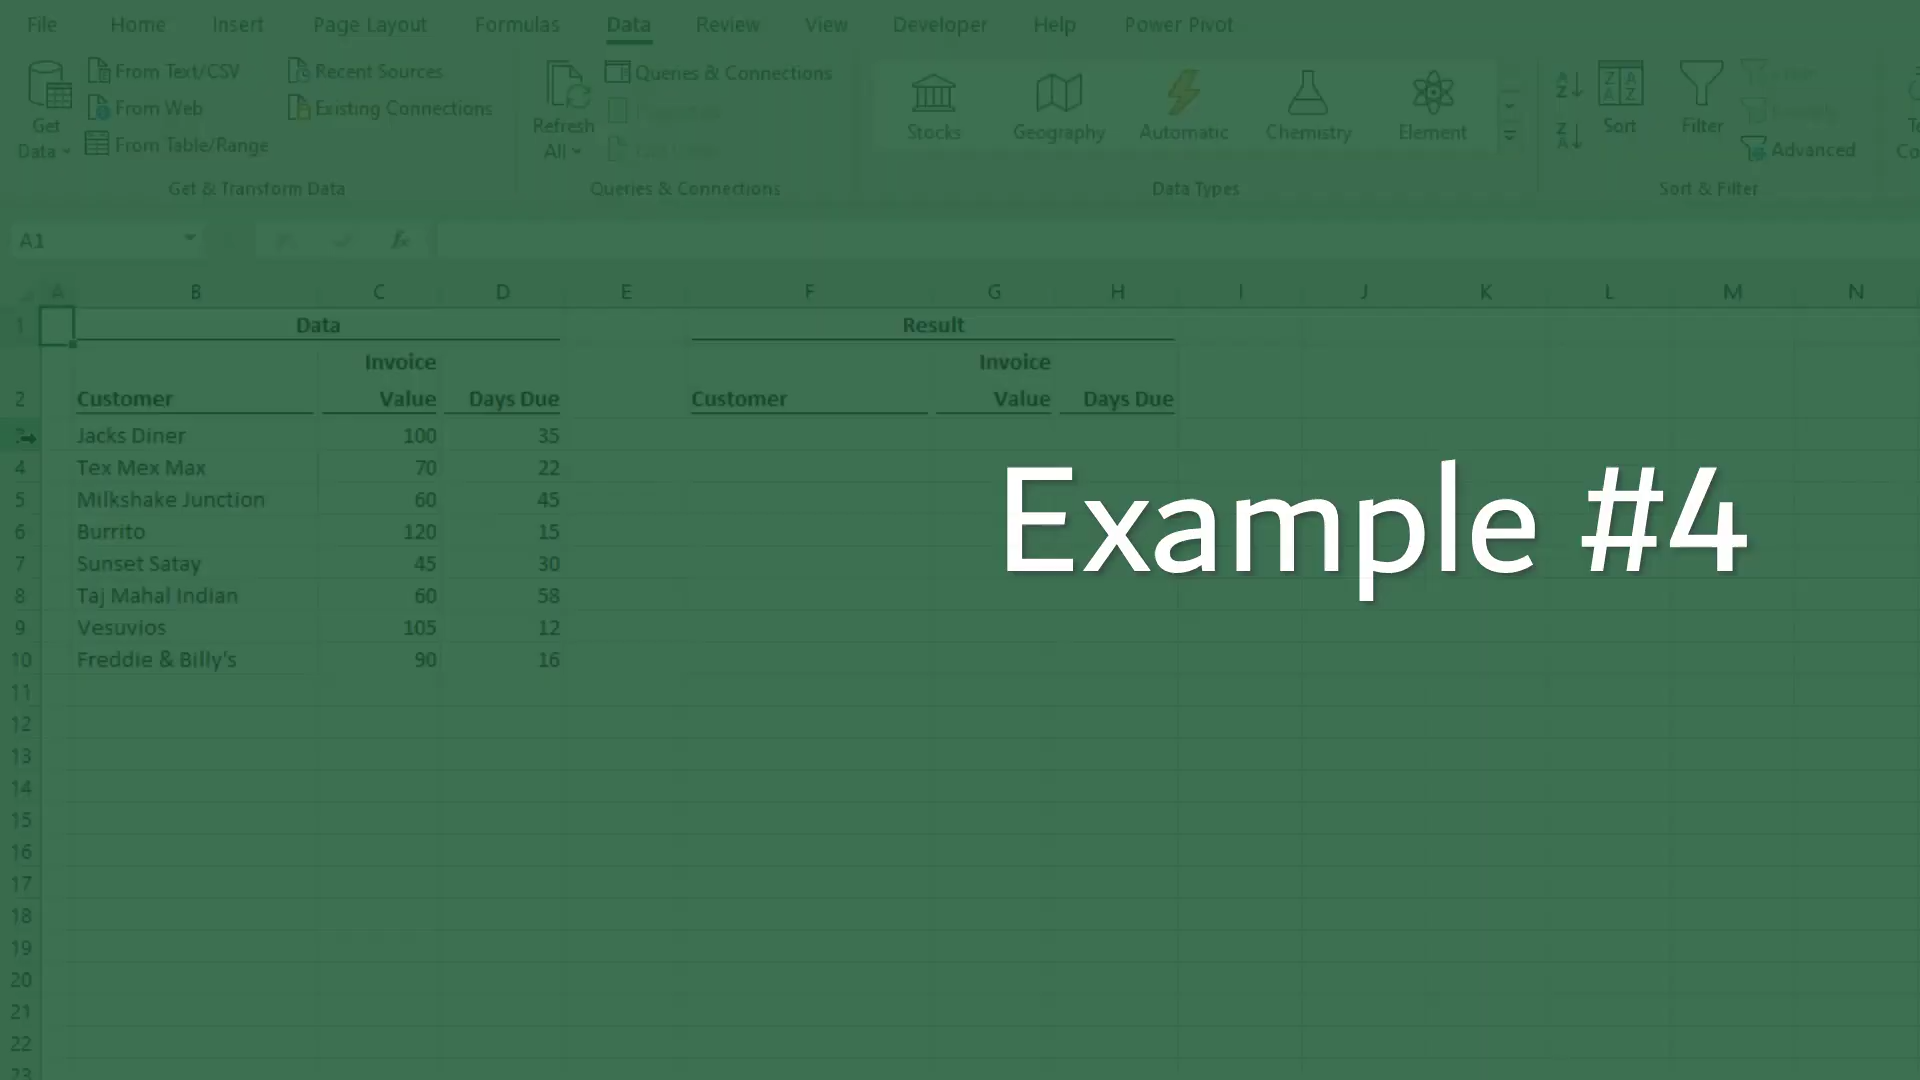 File Home Insert Page Layout Formulas Data Review View Developer Help Power Pivot
Get Data
From Text/CSV
From Web
From Table/Range
Recent Sources
Existing Connections
Get & Transform Data
Refresh All
Queries & Connections
Queries & Connections
Stocks Geography Automatic Chemistry Element
Data Types
Sort
Filter
Advanced
Sort & Filter
A1 fx
A B C D E F G H I J K L M N
1 Data Result
Invoice Invoice
2 Customer Value Days Due Customer Value Days Due
3 Jacks Diner 100 35
4 Tex Mex Max 70 22
5 Milkshake Junction 60 45
6 Burrito 120 15
7 Sunset Satay 45 30
8 Taj Mahal Indian 60 58
9 Vesuvios 105 12
10 Freddie & Billy's 90 16
11
12
13
14
15
16
17
18
19
20
21
22
23
Example #4